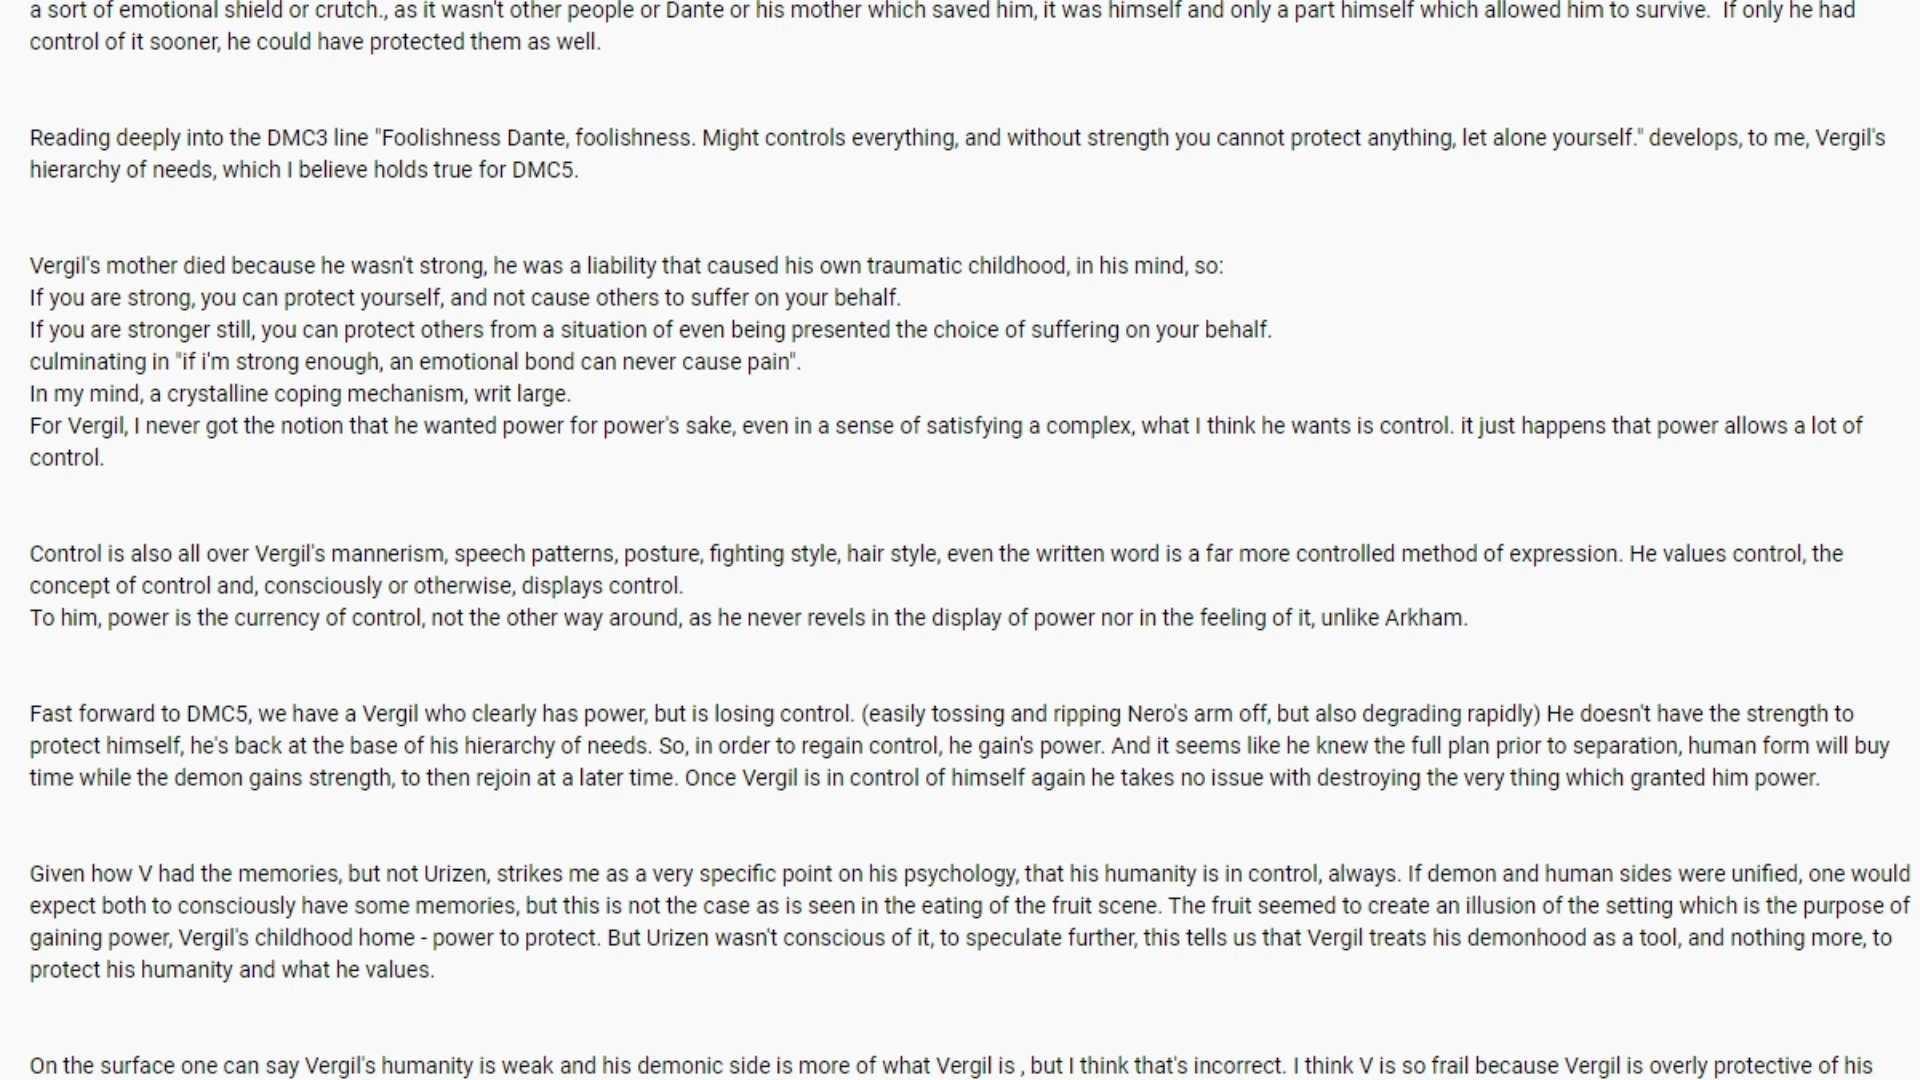 a sort of emotional shield or crutch., as it wasn't other people or Dante or his mother which saved him, it was himself and only a part himself which allowed him to survive.  If only he had
control of it sooner, he could have protected them as well.
Reading deeply into the DMC3 line "Foolishness Dante, foolishness. Might controls everything, and without strength you cannot protect anything, let alone yourself." develops, to me, Vergil's
hierarchy of needs, which I believe holds true for DMC5.
Vergil's mother died because he wasn't strong, he was a liability that caused his own traumatic childhood, in his mind, so:
If you are strong, you can protect yourself, and not cause others to suffer on your behalf.
If you are stronger still, you can protect others from a situation of even being presented the choice of suffering on your behalf.
culminating in "if i'm strong enough, an emotional bond can never cause pain".
In my mind, a crystalline coping mechanism, writ large.
For Vergil, I never got the notion that he wanted power for power's sake, even in a sense of satisfying a complex, what I think he wants is control. it just happens that power allows a lot of
control.
Control is also all over Vergil's mannerism, speech patterns, posture, fighting style, hair style, even the written word is a far more controlled method of expression. He values control, the
concept of control and, consciously or otherwise, displays control.
To him, power is the currency of control, not the other way around, as he never revels in the display of power nor in the feeling of it, unlike Arkham.
Fast forward to DMC5, we have a Vergil who clearly has power, but is losing control. (easily tossing and ripping Nero's arm off, but also degrading rapidly) He doesn't have the strength to
protect himself, he's back at the base of his hierarchy of needs. So, in order to regain control, he gain's power. And it seems like he knew the full plan prior to separation, human form will buy
time while the demon gains strength, to then rejoin at a later time. Once Vergil is in control of himself again he takes no issue with destroying the very thing which granted him power.
Given how V had the memories, but not Urizen, strikes me as a very specific point on his psychology, that his humanity is in control, always. If demon and human sides were unified, one would
expect both to consciously have some memories, but this is not the case as is seen in the eating of the fruit scene. The fruit seemed to create an illusion of the setting which is the purpose of
gaining power, Vergil's childhood home - power to protect. But Urizen wasn't conscious of it, to speculate further, this tells us that Vergil treats his demonhood as a tool, and nothing more, to
protect his humanity and what he values.
On the surface one can say Vergil's humanity is weak and his demonic side is more of what Vergil is , but I think that's incorrect. I think V is so frail because Vergil is overly protective of his